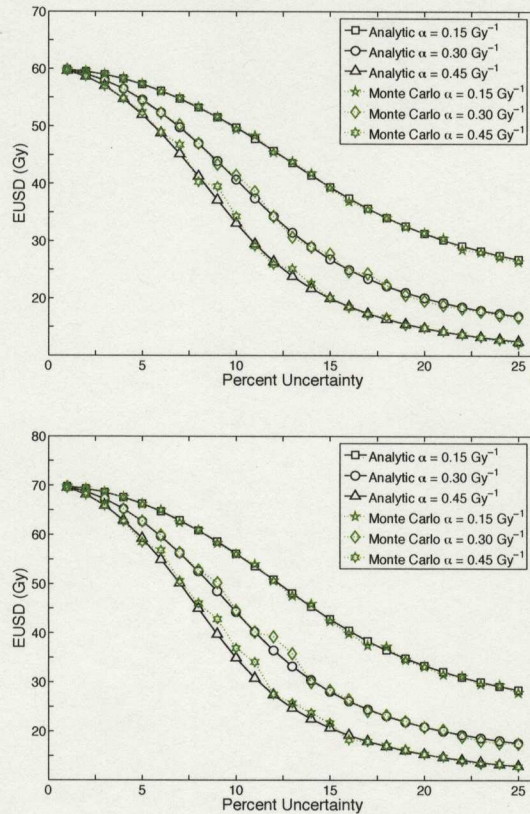 70
60
50
40
30
20
EUSD (Gy)
0
5
10
15
20
25
Percent Uncertainty
Analytic α = 0.15 Gy⁻¹
Analytic α = 0.30 Gy⁻¹
Analytic α = 0.45 Gy⁻¹
Monte Carlo α = 0.15 Gy⁻¹
Monte Carlo α = 0.30 Gy⁻¹
Monte Carlo α = 0.45 Gy⁻¹
80
70
60
50
40
30
20
EUSD (Gy)
0
5
10
15
20
25
Percent Uncertainty
Analytic α = 0.15 Gy⁻¹
Analytic α = 0.30 Gy⁻¹
Analytic α = 0.45 Gy⁻¹
Monte Carlo α = 0.15 Gy⁻¹
Monte Carlo α = 0.30 Gy⁻¹
Monte Carlo α = 0.45 Gy⁻¹